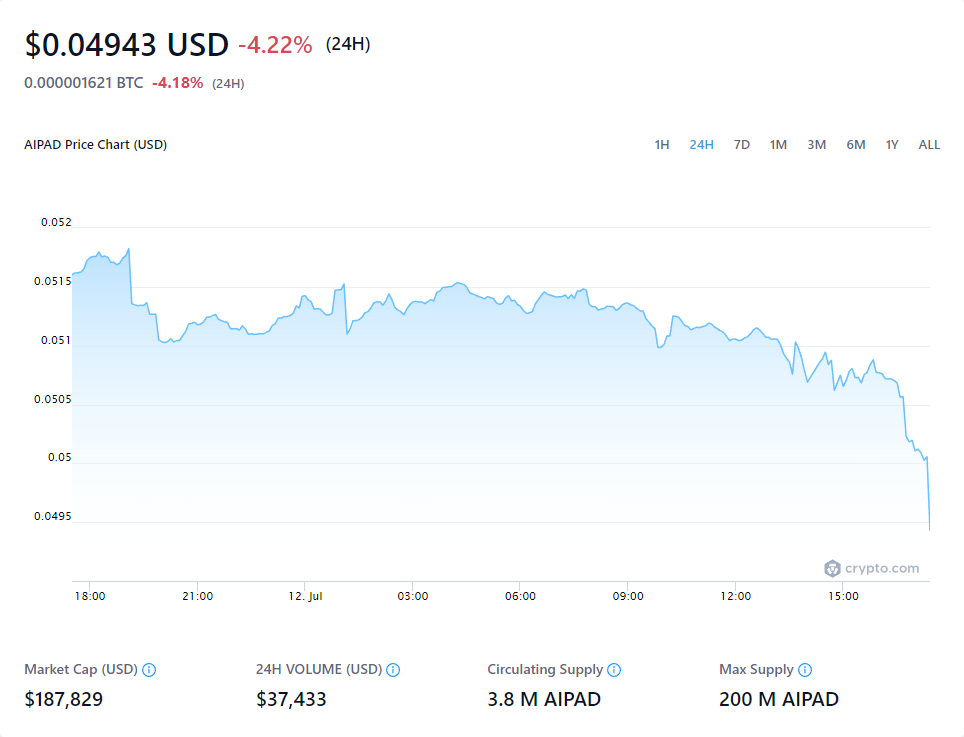 $0.04943 USD -4.22% (24H)
0.000001621 BTC -4.18% (24H)
AIPAD Price Chart (USD)
1H 24H 7D 1M 3M 6M 1Y ALL
0.052
0.0515
0.051
0.0505
0.05
0.0495
crypto.com
18:00 21:00 12. Jul 03:00 06:00 09:00 12:00 15:00
Market Cap (USD) 24H VOLUME (USD) Circulating Supply Max Supply
$187,829 $37,433 3.8 M AIPAD 200 M AIPAD